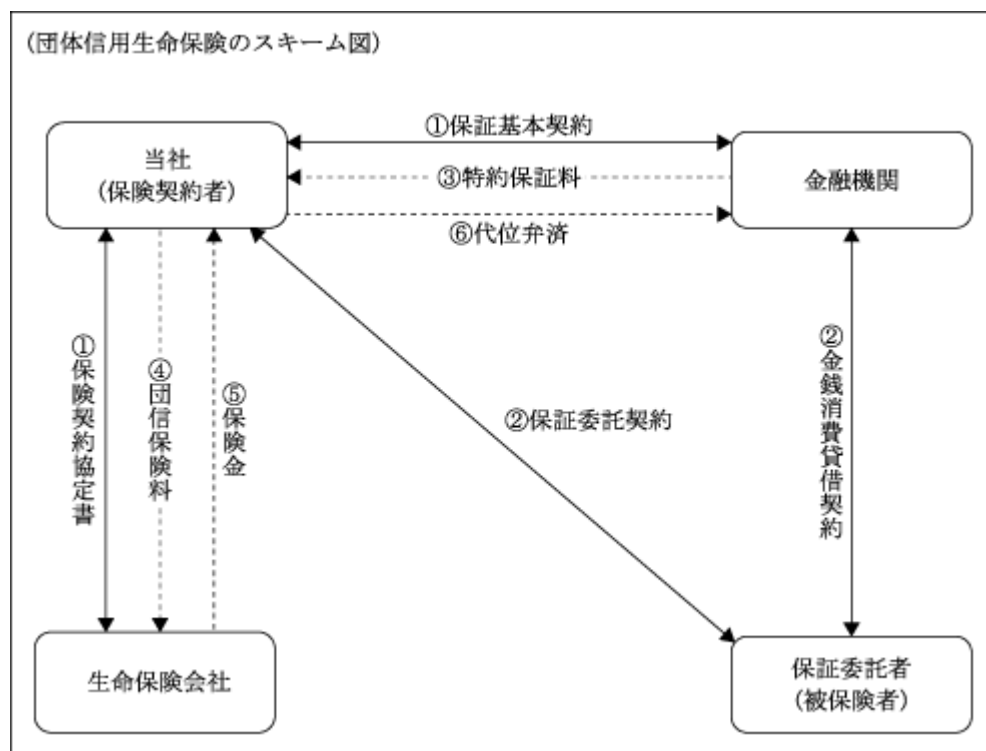 (団体信用生命保険のスキーム図)
①保証基本契約
当社
(保険契約者)
③特約保証料
金融機関
⑥代位弁済
①保険契約協定書
④団信保険料
⑤保険金
②保証委託契約
②金銭消費貸借契約
生命保険会社
保証委託者
(被保険者)